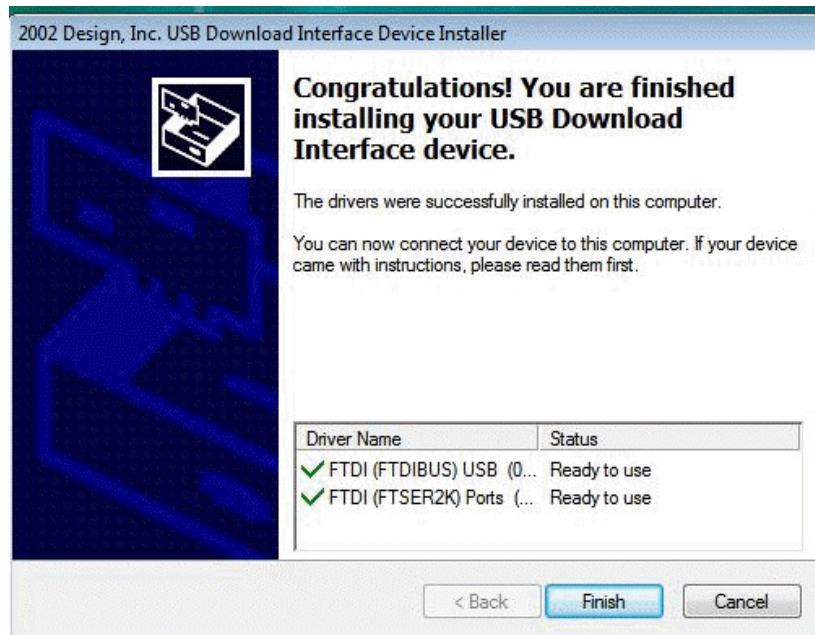 2002 Design, Inc. USB Download Interface Device Installer
Congratulations! You are finished
installing your USB Download
Interface device.
The drivers were successfully installed on this computer.
You can now connect your device to this computer. If your device
came with instructions, please read them first.
Driver Name Status
FTDI (FTDIBUS) USB (0... Ready to use
FTDI (FTSER2K) Ports (... Ready to use
< Back Finish Cancel